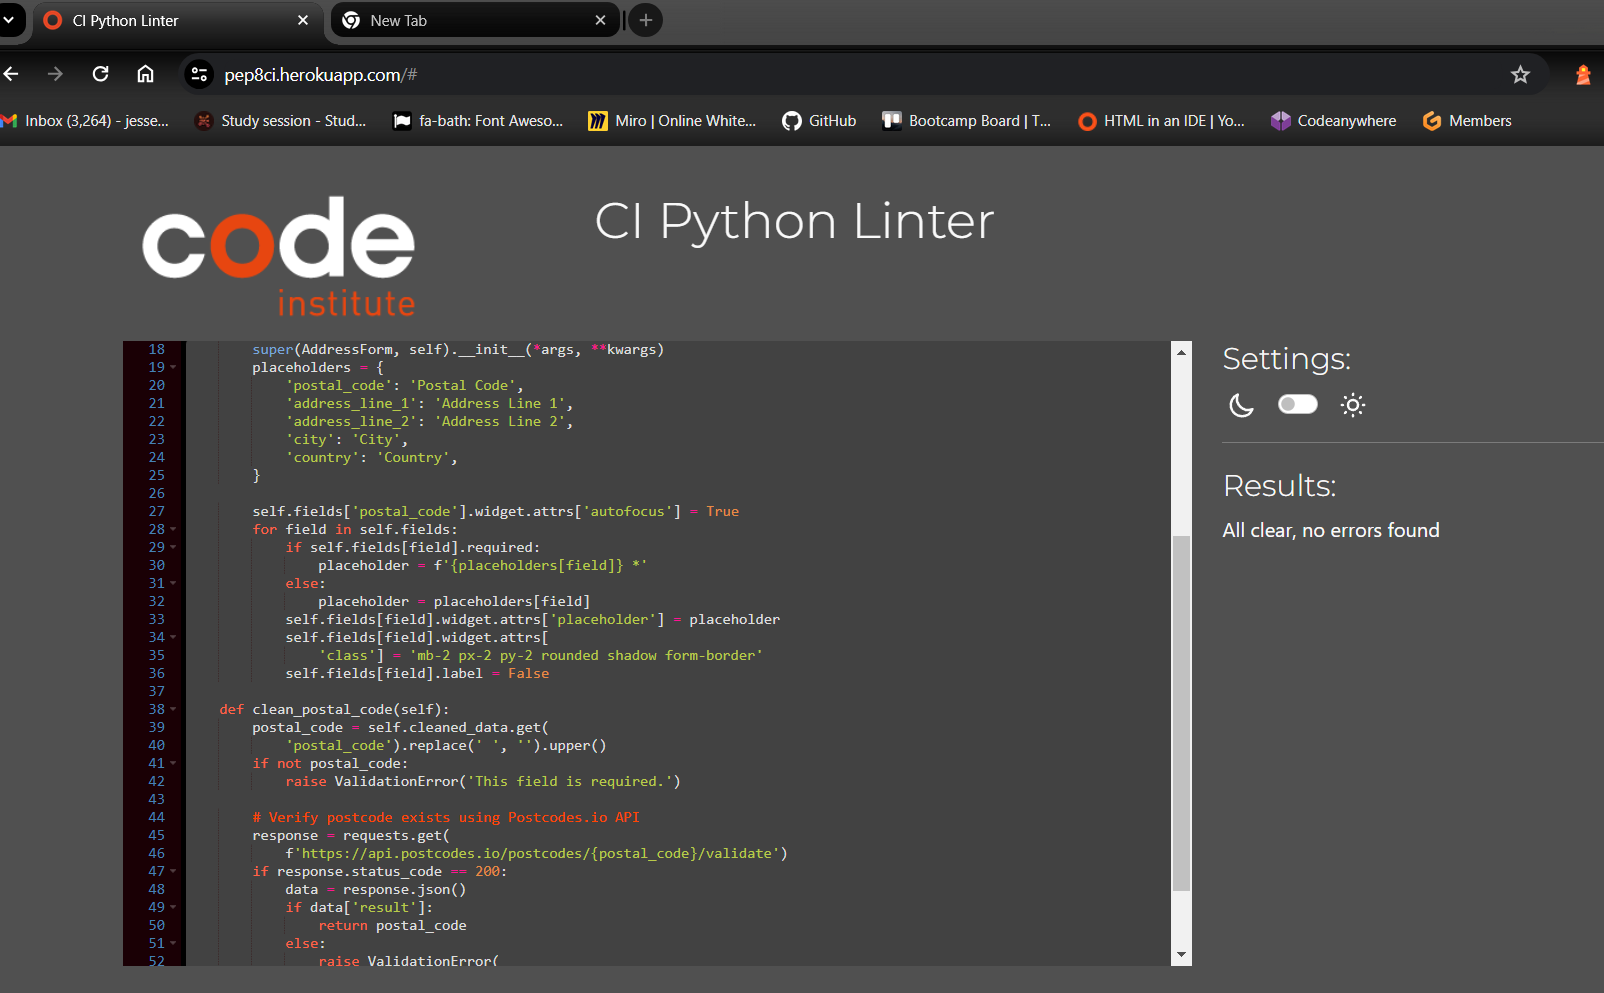 CI Python Linter
New Tab
pep8ci.herokuapp.com/#
Inbox (3,264) - jesse...
Study session - Stud...
fa-bath: Font Aweso...
Miro | Online White...
GitHub
Bootcamp Board | T...
HTML in an IDE | Yo...
Codeanywhere
Members
code
institute
CI Python Linter
18 super(AddressForm, self).__init__(*args, **kwargs)
19 placeholders = {
20 'postal_code': 'Postal Code',
21 'address_line_1': 'Address Line 1',
22 'address_line_2': 'Address Line 2',
23 'city': 'City',
24 'country': 'Country',
25 }
26
27 self.fields['postal_code'].widget.attrs['autofocus'] = True
28 for field in self.fields:
29 if self.fields[field].required:
30 placeholder = f'{placeholders[field]} *'
31 else:
32 placeholder = placeholders[field]
33 self.fields[field].widget.attrs['placeholder'] = placeholder
34 self.fields[field].widget.attrs[
35 'class'] = 'mb-2 px-2 py-2 rounded shadow form-border'
36 self.fields[field].label = False
37
38 def clean_postal_code(self):
39 postal_code = self.cleaned_data.get(
40 'postal_code').replace(' ', '').upper()
41 if not postal_code:
42 raise ValidationError('This field is required.')
43
44 # Verify postcode exists using Postcodes.io API
45 response = requests.get(
46 f'https://api.postcodes.io/postcodes/{postal_code}/validate')
47 if response.status_code == 200:
48 data = response.json()
49 if data['result']:
50 return postal_code
51 else:
52 raise ValidationError(
Settings:
Results:
All clear, no errors found